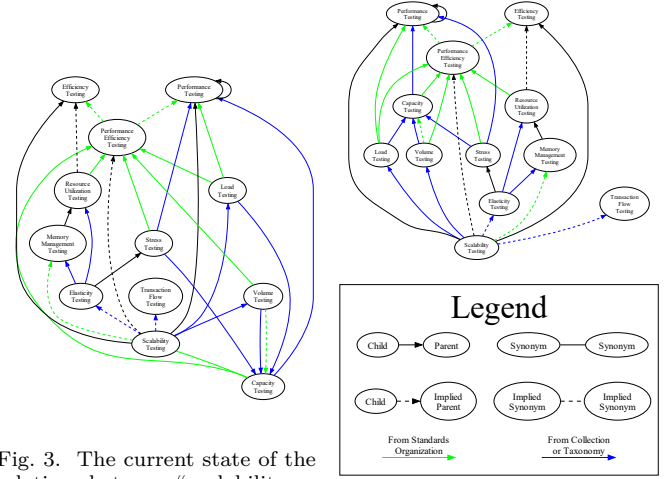 Efficiency
Testing
Performance
Testing
Performance
Efficiency
Testing
Resource
Utilization
Testing
Load
Testing
Memory
Management
Testing
Stress
Testing
Elasticity
Testing
Transaction
Flow
Testing
Volume
Testing
Scalability
Testing
Capacity
Testing
Fig. 3. The current state of the
Performance
Testing
Efficiency
Testing
Performance
Efficiency
Testing
Capacity
Testing
Resource
Utilization
Testing
Load
Testing
Volume
Testing
Stress
Testing
Memory
Management
Testing
Elasticity
Testing
Transaction
Flow
Testing
Scalability
Testing
Legend
Child
Parent
Synonym
Synonym
Child
Implied
Parent
Implied
Synonym
Implied
Synonym
From Standards
Organization
From Collection
or Taxonomy